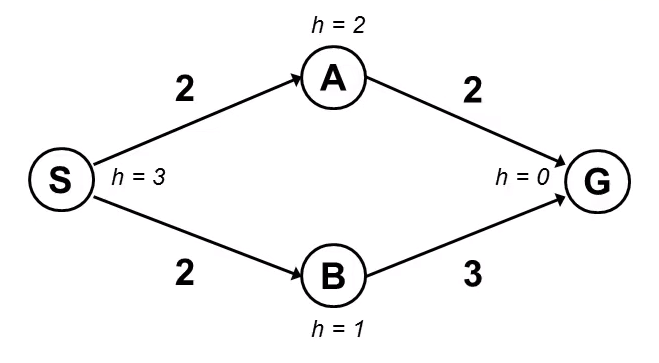 h = 2
A
2
2
S
h = 3
h = 0
G
2
B
3
h = 1